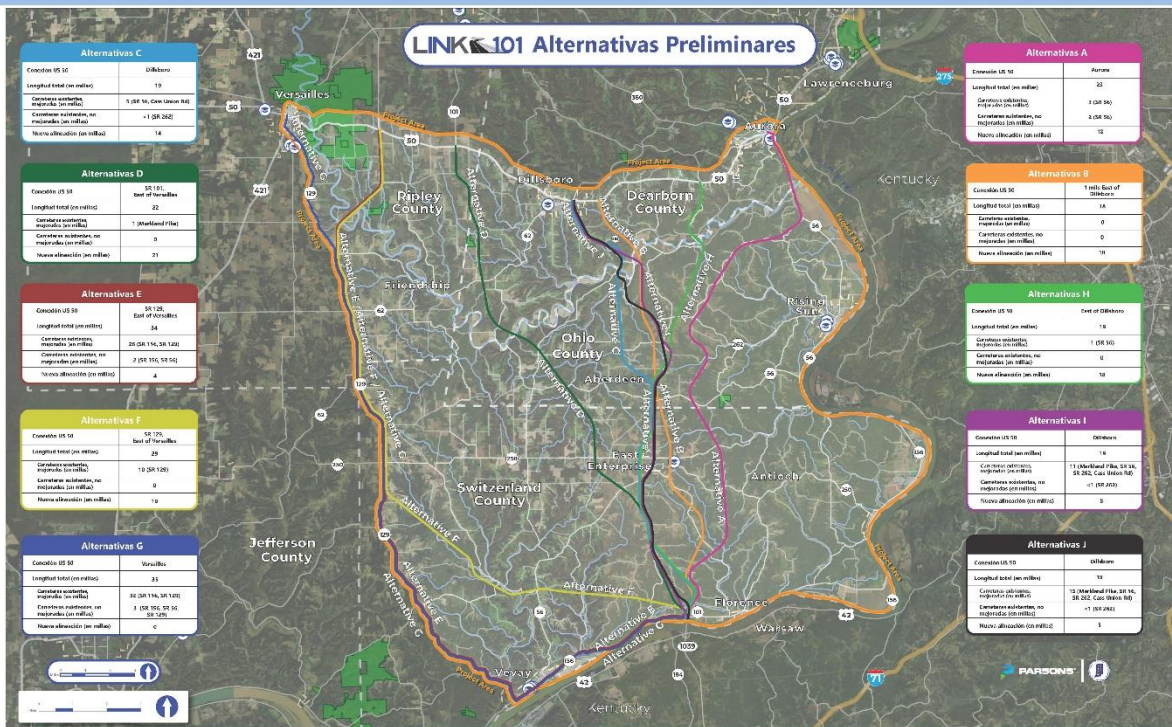 LINK 101 Alternativas Preliminares
Alternativas C
Conexión US 50 Dillsboro
Longitud total (en millas) 19
Carreteras existentes, mejoradas (en millas) 5 (SR 56, Cass Union Rd)
Carreteras existentes, no mejoradas (en millas) <1 (SR 262)
Nueva alineación (en millas) 14
Alternativas D
Conexión US 50 SR 101, East of Versailles
Longitud total (en millas) 22
Carreteras existentes, mejoradas (en millas) 1 (Markland Pike)
Carreteras existentes, no mejoradas (en millas) 0
Nueva alineación (en millas) 21
Alternativas E
Conexión US 50 SR 129, East of Versailles
Longitud total (en millas) 34
Carreteras existentes, mejoradas (en millas) 28 (SR 156, SR 129)
Carreteras existentes, no mejoradas (en millas) 2 (SR 156, SR 56)
Nueva alineación (en millas) 4
Alternativas F
Conexión US 50 SR 129, East of Versailles
Longitud total (en millas) 29
Carreteras existentes, mejoradas (en millas) 10 (SR 129)
Carreteras existentes, no mejoradas (en millas) 0
Nueva alineación (en millas) 19
Alternativas G
Conexión US 50 Versailles
Longitud total (en millas) 35
Carreteras existentes, mejoradas (en millas) 32 (SR 156, SR 129)
Carreteras existentes, no mejoradas (en millas) 3 (SR 156, SR 56, SR 129)
Nueva alineación (en millas) 0
Alternativas A
Conexión US 50 Aurora
Longitud total (en millas)
Carreteras existentes, mejoradas (en millas) 3 (SR 56)
Carreteras existentes, no mejoradas (en millas) (SR 56)
Nueva alineación (en millas) 18
Alternativas B
Conexión US 50 1 mile East of Dillsboro
Longitud total (en millas) 18
Carreteras existentes, mejoradas (en millas) 0
Carreteras existentes, no mejoradas (en millas) 0
Nueva alineación (en millas) 18
Alternativas H
Conexión US 50 East of Dillsboro
Longitud total (en millas) 19
Carreteras existentes, mejoradas (en millas) 1 (SR 56)
Carreteras existentes, no mejoradas (en millas) 0
Nueva alineación (en millas) 18
Alternativas I
Conexión US 50 Dillsboro
Longitud total (en millas) 19
Carreteras existentes, mejoradas (en millas) 11 (Markland Pike, SR 56, SR 262, Cass Union Rd)
Carreteras existentes, no mejoradas (en millas) <1 (SR 262)
Nueva alineación (en millas) 8
Alternativas J
Conexión US 50 Dillsboro
Longitud total (en millas)
Carreteras existentes, mejoradas (en millas) (Markland Pike, SR 56, SR 262, Cass Union Rd)
Carreteras existentes, no mejoradas (en millas) <1 (SR 262)
Nueva alineación (en millas)
421
50
Versailles
101
350
Lawrenceburg
275
Project Area
Aurora
Dillsboro
Kentucky
Ripley County
Dearborn County
129
62
Friendship
Rising Sun
Ohio County
262
Aberdeen
56
250
East Enterprise
Antioch
Switzerland County
Jefferson County
156
Florence
Warsaw
42
1039
184
71
Vevay
Kentucky
Alternative A
Alternative B
Alternative C
Alternative D
Alternative E
Alternative F
Alternative G
Alternative H
Alternative I
Alternative J
PARSONS